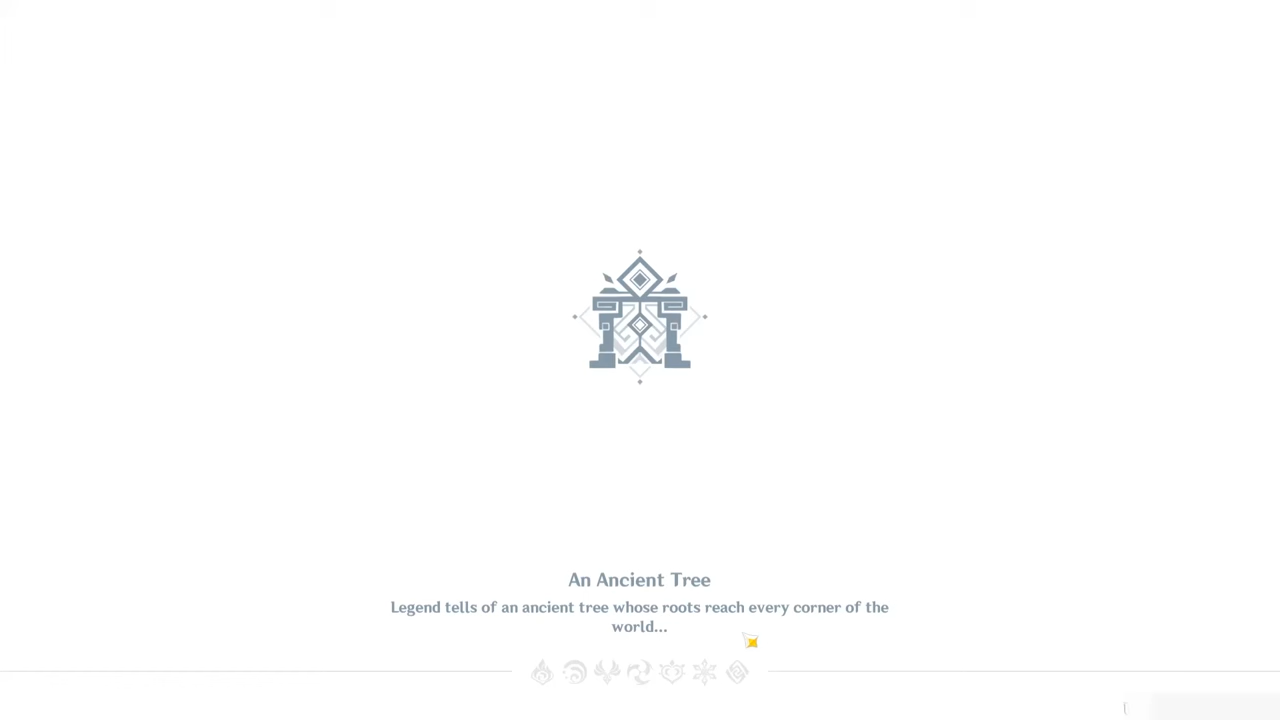 An Ancient Tree
Legend tells of an ancient tree whose roots reach every corner of the
world...